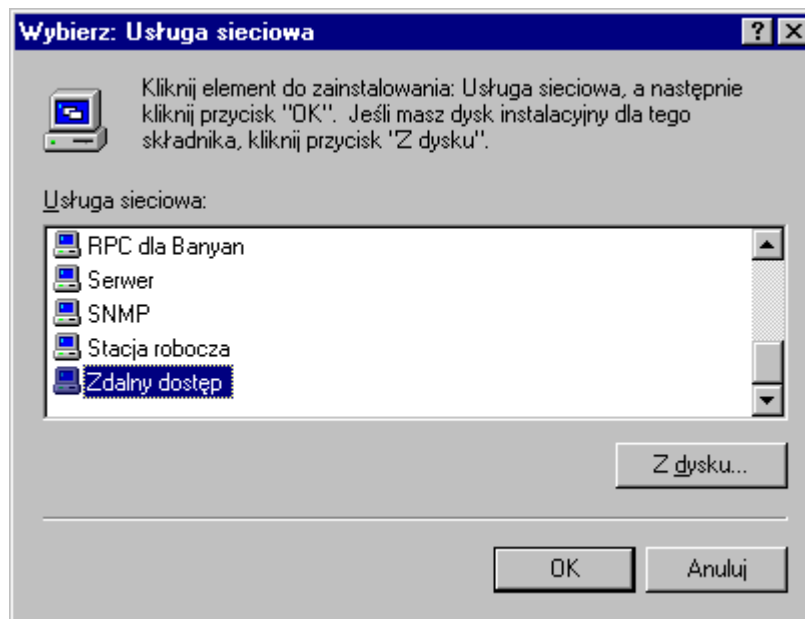 Wybierz: Usługa sieciowa
Kliknij element do zainstalowania: Usługa sieciowa, a następnie
kliknij przycisk "OK". Jeśli masz dysk instalacyjny dla tego
składnika, kliknij przycisk "Z dysku".
Usługa sieciowa:
RPC dla Banyan
Serwer
SNMP
Stacja robocza
Zdalny dostęp
Z dysku...
OK Anuluj